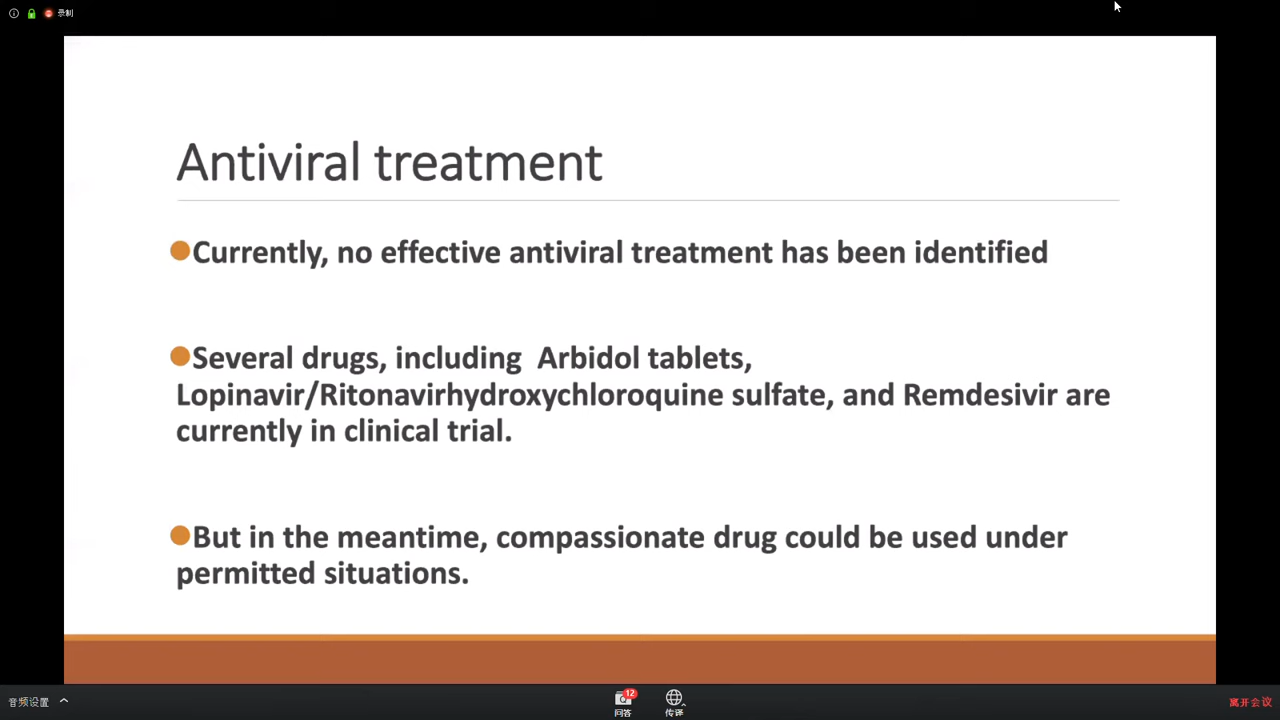 录制
Antiviral treatment
Currently, no effective antiviral treatment has been identified
Several drugs, including Arbidol tablets,
Lopinavir/Ritonavirhydroxychloroquine sulfate, and Remdesivir are
currently in clinical trial.
But in the meantime, compassionate drug could be used under
permitted situations.
音频设置
12
问答
传译
离开会议